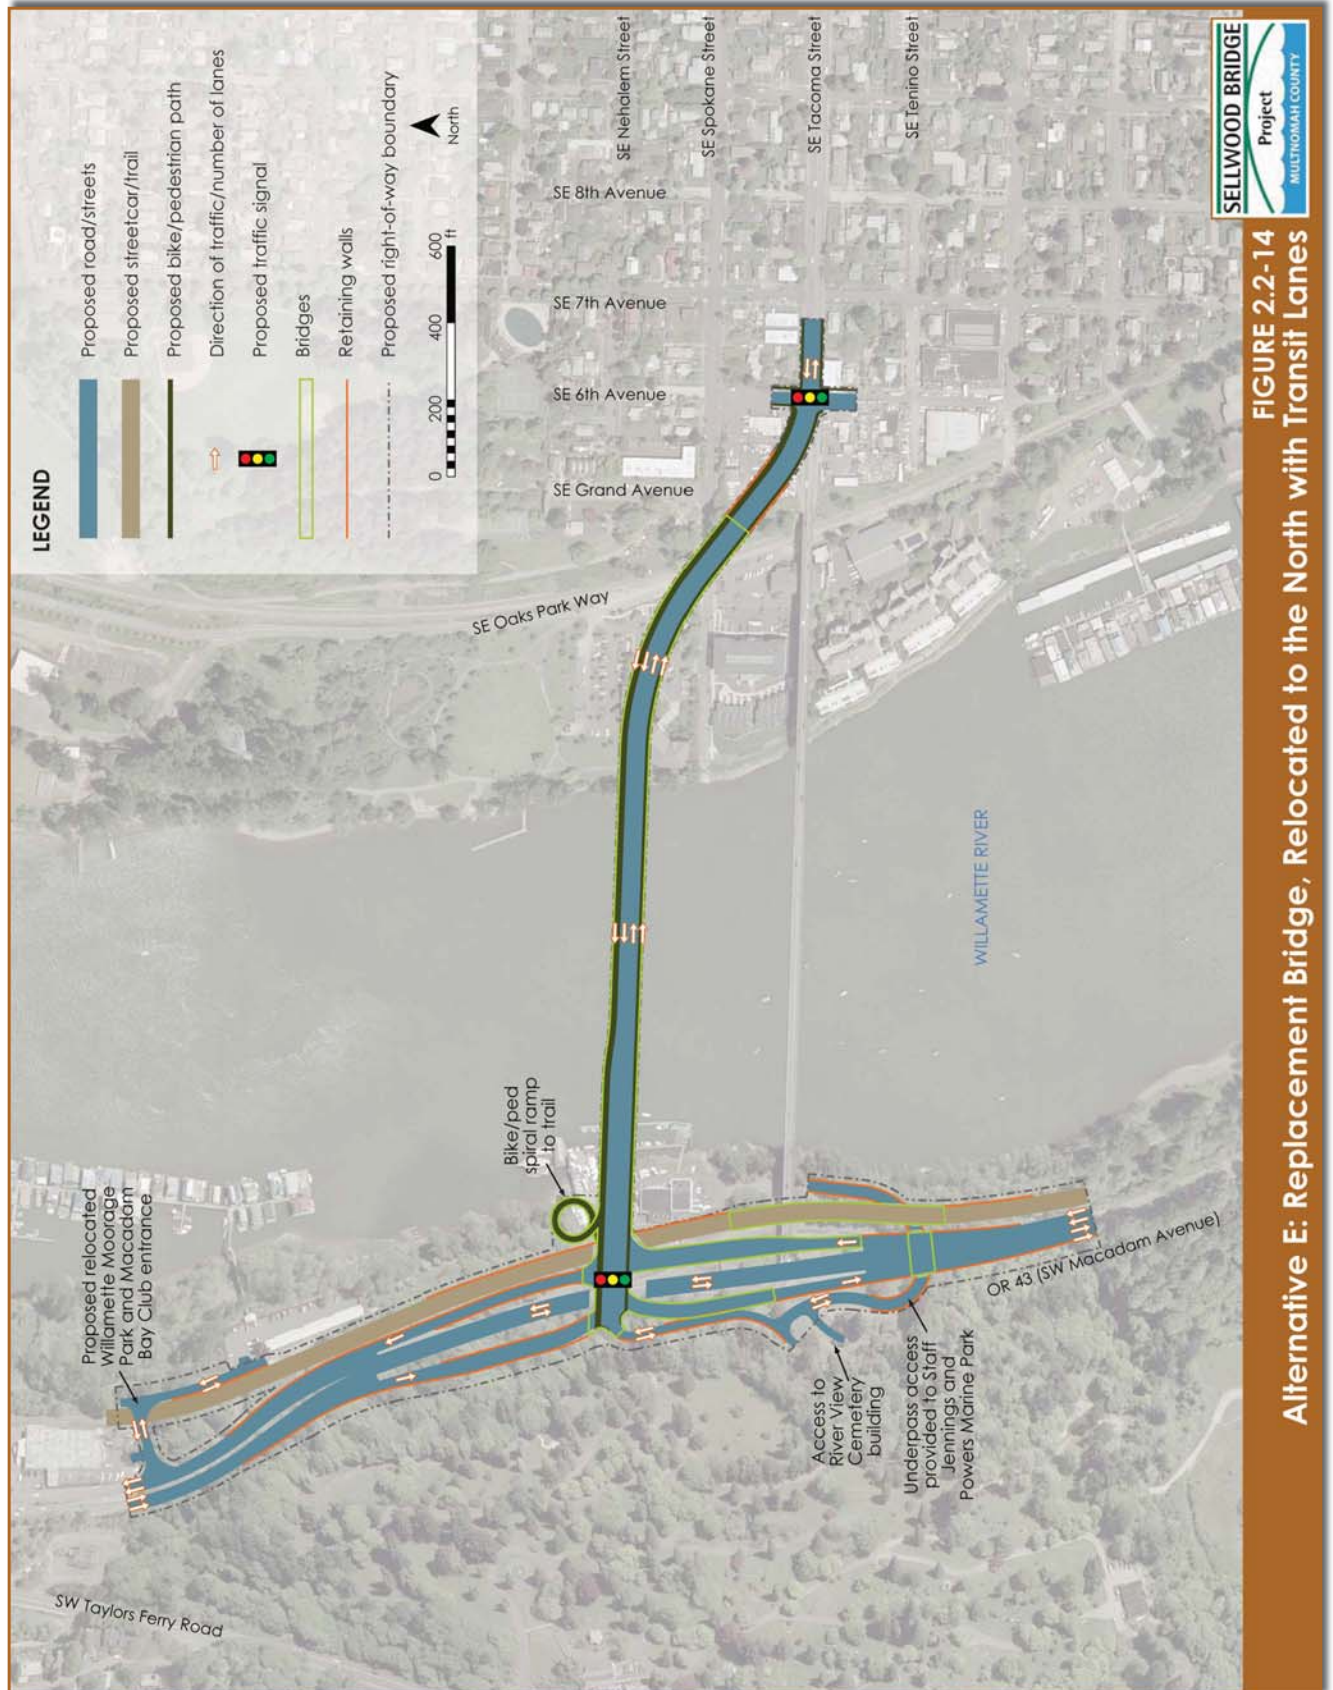 LEGEND
Proposed road/streets
Proposed streetcar/trail
Proposed bike/pedestrian path
Direction of traffic/number of lanes
Proposed traffic signal
Bridges
Retaining walls
Proposed right-of-way boundary
0 200 400 600
ft
North
SE Nehalem Street
SE Spokane Street
SE Tacoma Street
SE Tenino Street
SE 8th Avenue
SE 7th Avenue
SE 6th Avenue
SE Grand Avenue
SE Oaks Park Way
WILLAMETTE RIVER
Bike/ped
spiral ramp
to trail
Proposed relocated
Willamette Moorage
Park and Macadam
Bay Club entrance
OR 43 (SW Macadam Avenue)
Access to
River View
Cemetery
building
Underpass access
provided to Staff
Jennings and
Powers Marine Park
SW Taylors Ferry Road
SELLWOOD BRIDGE
Project
MULTNOMAH COUNTY
FIGURE 2.2-14
Alternative E: Replacement Bridge, Relocated to the North with Transit Lanes